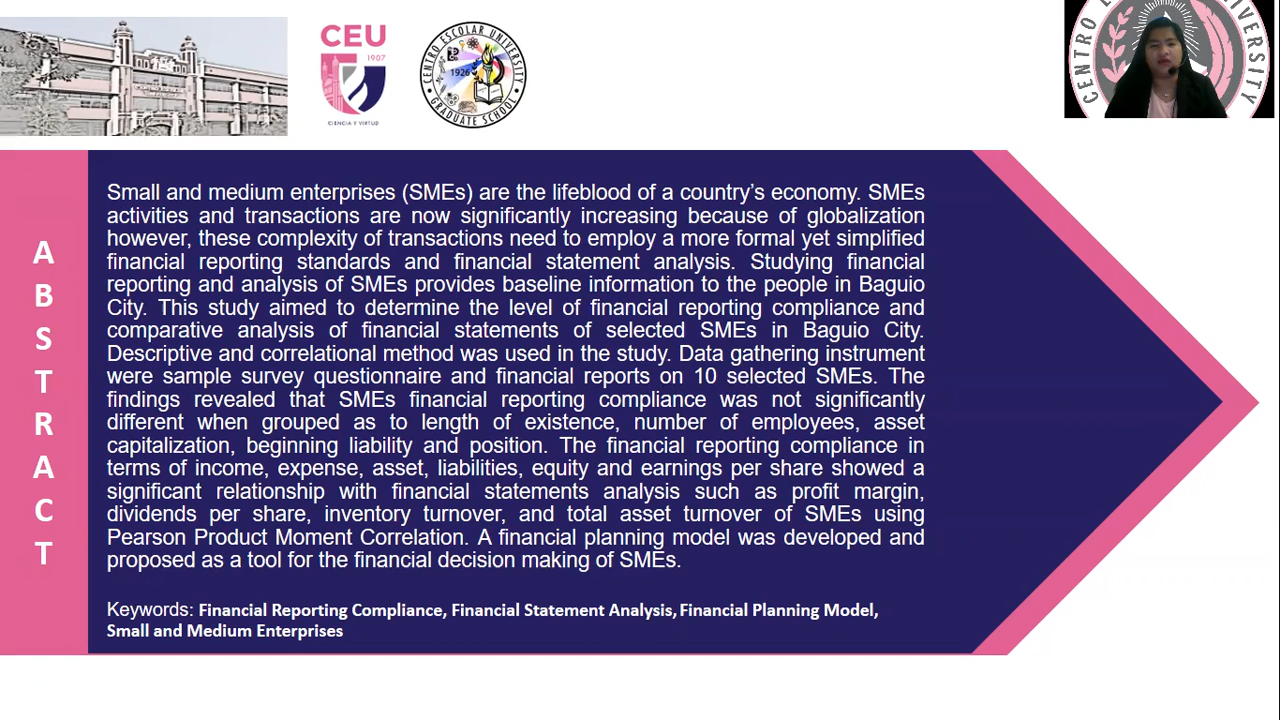 CEU
1907
CIENCIA Y VIRTUD
CENTRO ESCOLAR UNIVERSITY
1926
GRADUATE SCHOOL
ABSTRACT
Small and medium enterprises (SMEs) are the lifeblood of a country's economy. SMEs
activities and transactions are now significantly increasing because of globalization
however, these complexity of transactions need to employ a more formal yet simplified
financial reporting standards and financial statement analysis. Studying financial
reporting and analysis of SMEs provides baseline information to the people in Baguio
City. This study aimed to determine the level of financial reporting compliance and
comparative analysis of financial statements of selected SMEs in Baguio City.
Descriptive and correlational method was used in the study. Data gathering instrument
were sample survey questionnaire and financial reports on 10 selected SMEs. The
findings revealed that SMEs financial reporting compliance was not significantly
different when grouped as to length of existence, number of employees, asset
capitalization, beginning liability and position. The financial reporting compliance in
terms of income, expense, asset, liabilities, equity and earnings per share showed a
significant relationship with financial statements analysis such as profit margin,
dividends per share, inventory turnover, and total asset turnover of SMEs using
Pearson Product Moment Correlation. A financial planning model was developed and
proposed as a tool for the financial decision making of SMEs.
Keywords: Financial Reporting Compliance, Financial Statement Analysis, Financial Planning Model,
Small and Medium Enterprises